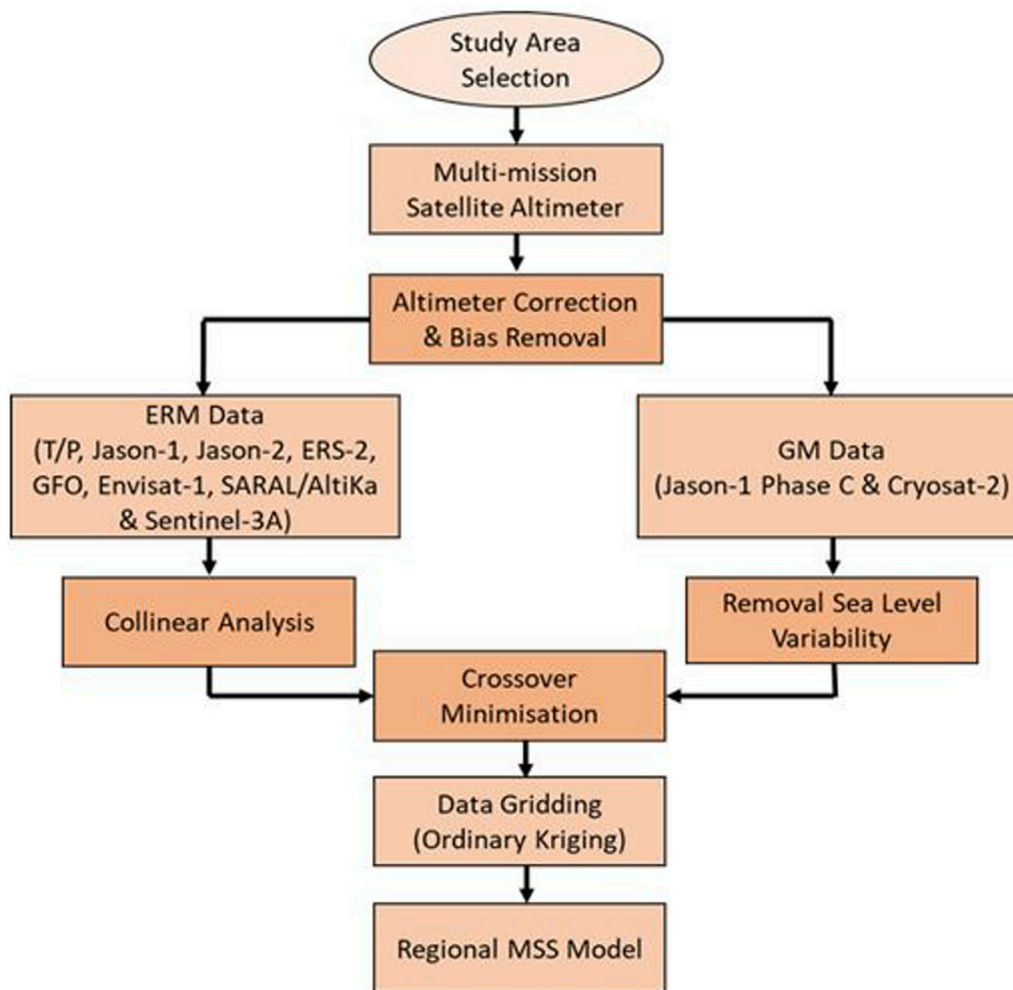 Study Area
Selection
Multi-mission
Satellite Altimeter
Altimeter Correction
& Bias Removal
ERM Data
(T/P, Jason-1, Jason-2, ERS-2,
GFO, Envisat-1, SARAL/AltiKa
& Sentinel-3A)
GM Data
(Jason-1 Phase C & Cryosat-2)
Collinear Analysis
Removal Sea Level
Variability
Crossover
Minimisation
Data Gridding
(Ordinary Kriging)
Regional MSS Model